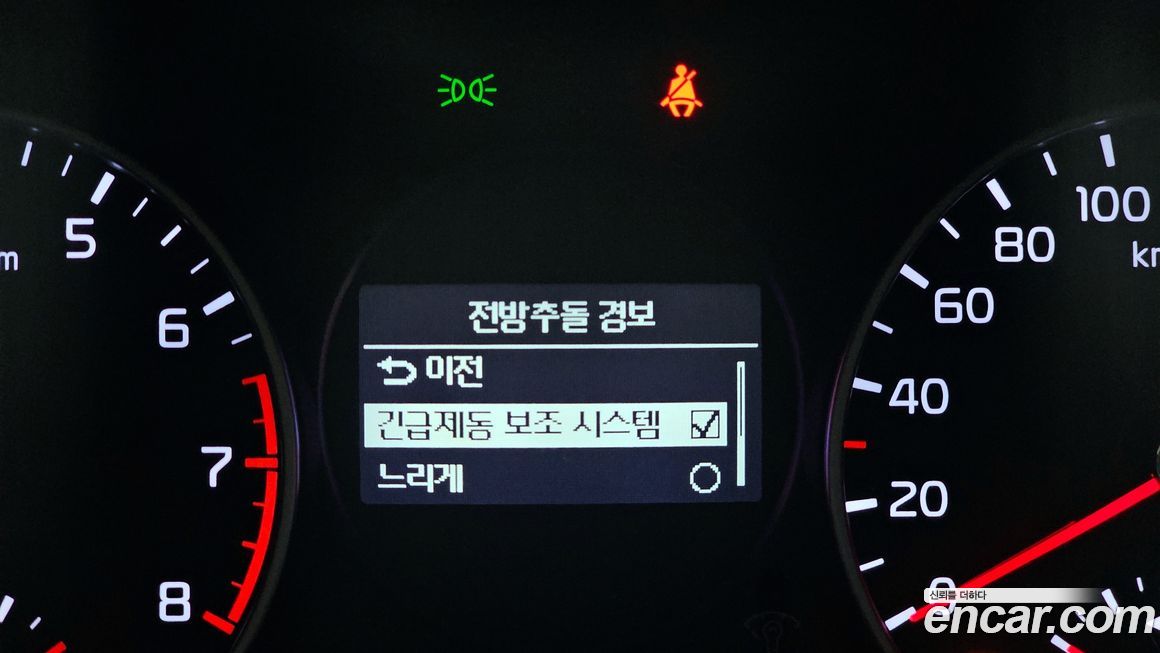 100
80
5
km
60
6
전방추돌 경보
이전
40
긴급제동 보조 시스템
7
느리게
20
8
0
신뢰를 더하다
encar.com